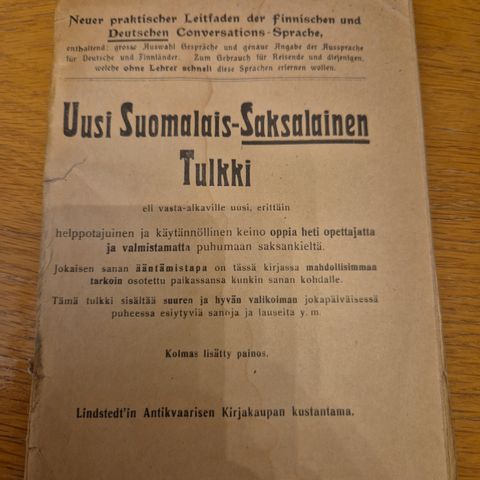 Neuer praktischer Leitfaden der finnischen und
Deutschen Conversations-Sprache,
enthaltend: grosse Auswahl Gespräche und genaue Angabe der Aussprache
für Deutsche und Finnländer. Zum Gebrauch für Reisende und diejenigen,
welche ohne Lehrer schnell diese Sprachen erlernen wollen.
Uusi Suomalais-Saksalainen
Tulkki
eli vasta-alkaville uusi, erittäin
helppotajuinen ja käytännöllinen keino oppia heti opettajatta
ja valmistamatta puhumaan saksankieltä.
Jokaisen sanan ääntämistapa on tässä kirjassa mahdollisimman
tarkoin osotettu paikassansa kunkin sanan kohdalle.
Tämä tulkki sisältää suuren ja hyvän valikoiman jokapäiväisessä
puheessa esiytyviä sanoja ja lauseita y. m.
Kolmas lisätty painos.
Lindstedt'in Antikvaarisen Kirjakaupan kustantama.